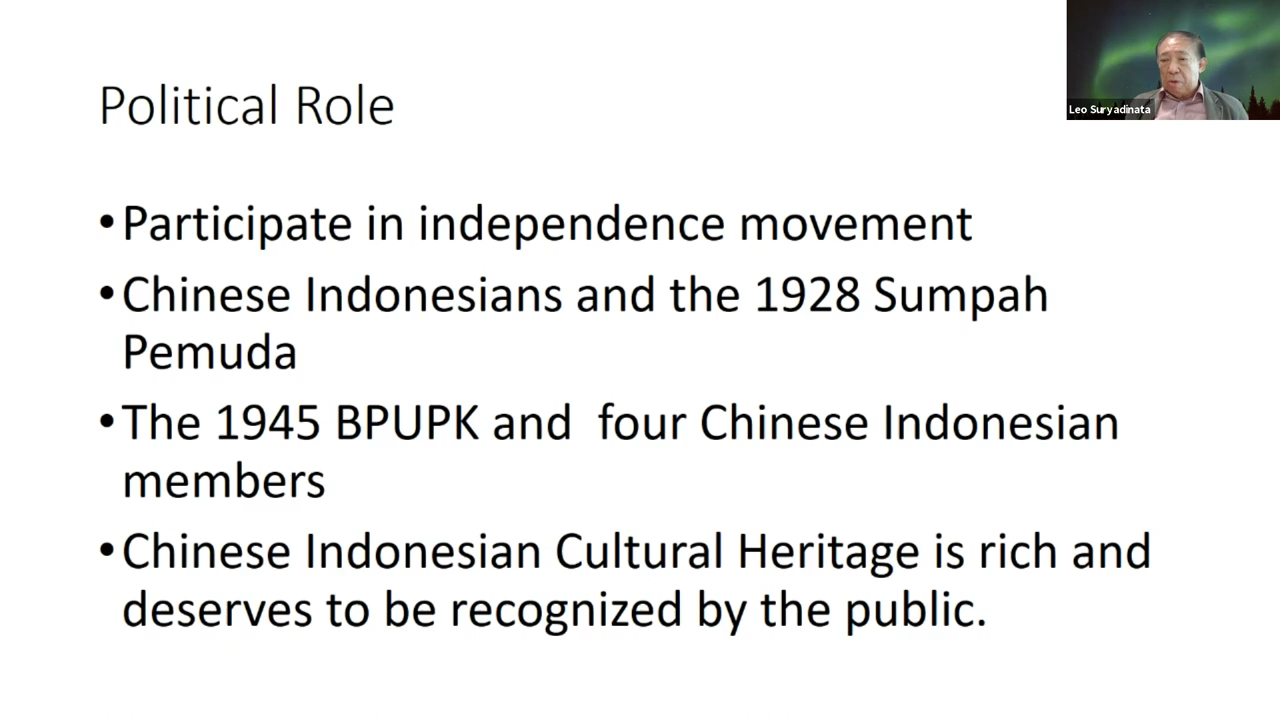 Leo Suryadinata
Political Role
•Participate in independence movement
•Chinese Indonesians and the 1928 Sumpah
Pemuda
•The 1945 BPUPK and  four Chinese Indonesian
members
•Chinese Indonesian Cultural Heritage is rich and
deserves to be recognized by the public.